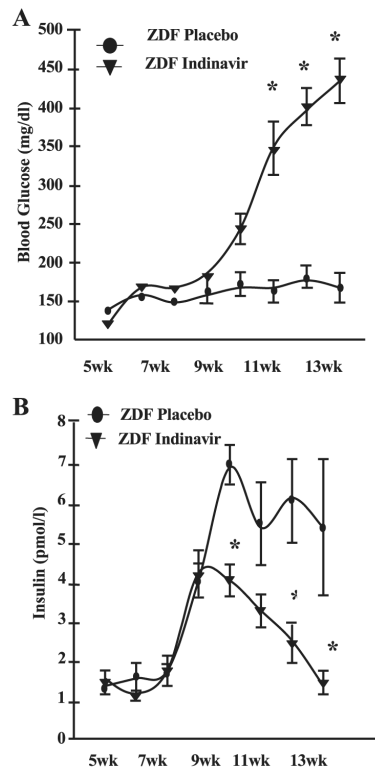 A
ZDF Placebo
ZDF Indinavir
Blood Glucose (mg/dl)
500
450
400
350
300
250
200
150
100
*
*
*
5wk 7wk 9wk 11wk 13wk
B
ZDF Placebo
ZDF Indinavir
Insulin (pmol/l)
8
7
6
5
4
3
2
1
0
*
*
*
5wk 7wk 9wk 11wk 13wk